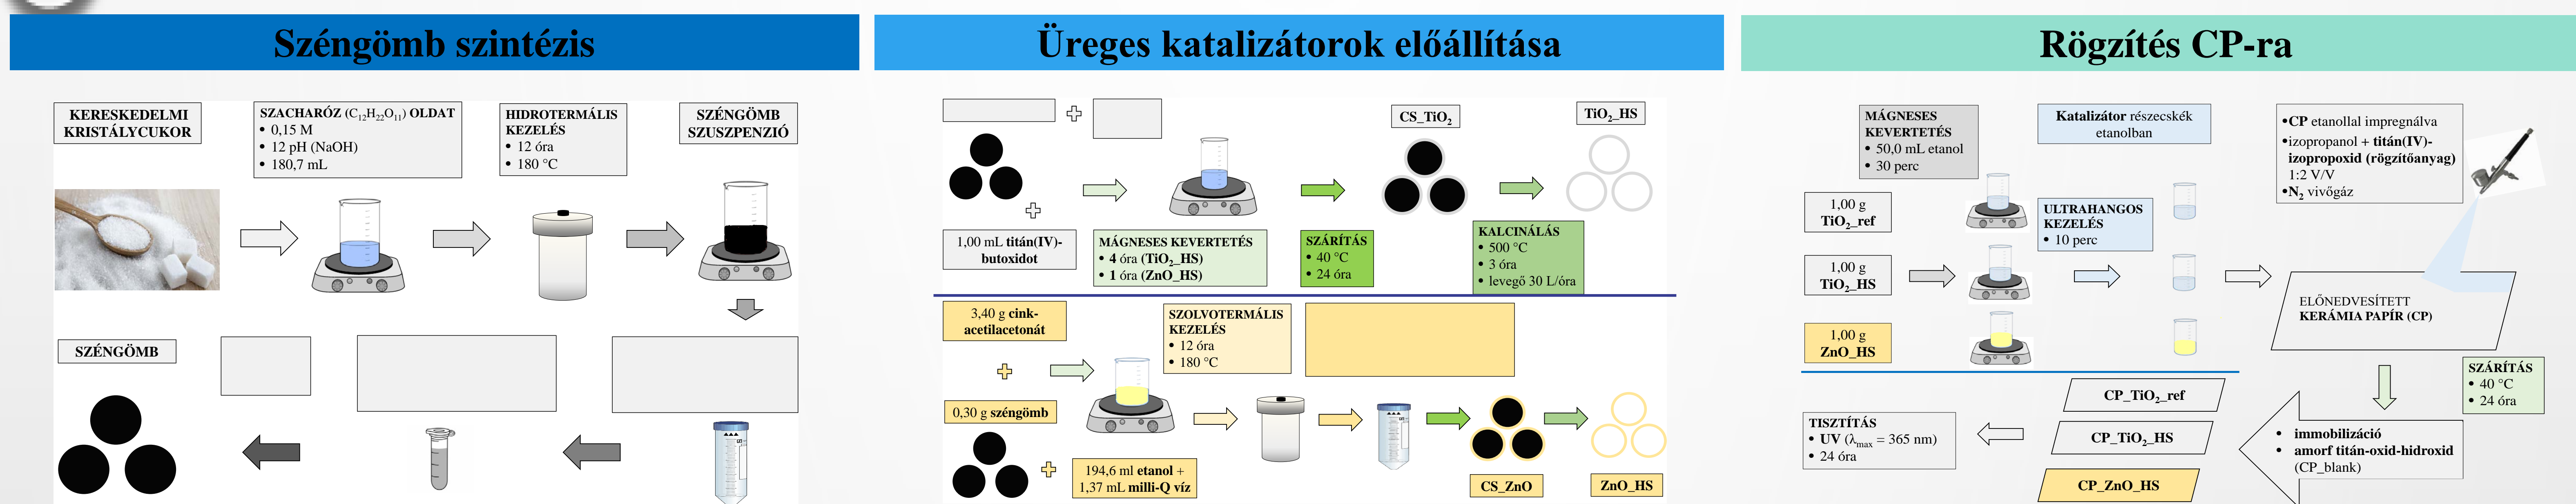 Széngömb szintézis
KERESKEDELMI
KRISTÁLYCUKOR
SZACHARÓZ (C₁₂H₂₂O₁₁) OLDAT
• 0,15 M
• 12 pH (NaOH)
• 180,7 mL
HIDROTERMÁLIS
KEZELÉS
• 12 óra
• 180 °C
SZÉNGÖMB
SZUSZPENZIÓ
SZÉNGÖMB
Üreges katalizátorok előállítása
CS_TiO₂
TiO₂_HS
1,00 mL titán(IV)-
butoxidot
MÁGNESES KEVERTETÉS
• 4 óra (TiO₂_HS)
• 1 óra (ZnO_HS)
SZÁRÍTÁS
• 40 °C
• 24 óra
KALCINÁLÁS
• 500 °C
• 3 óra
• levegő 30 L/óra
3,40 g cink-
acetilacetonát
SZOLVOTERMÁLIS
KEZELÉS
• 12 óra
• 180 °C
0,30 g széngömb
194,6 ml etanol +
1,37 mL milli-Q víz
CS_ZnO
ZnO_HS
Rögzítés CP-ra
MÁGNESES
KEVERTETÉS
• 50,0 mL etanol
• 30 perc
Katalizátor részecskék
etanolban
•CP etanollal impregnálva
•izopropanol + titán(IV)-
izopropoxid (rögzítőanyag)
1:2 V/V
•N₂ vivőgáz
1,00 g
TiO₂_ref
ULTRAHANGOS
KEZELÉS
• 10 perc
1,00 g
TiO₂_HS
1,00 g
ZnO_HS
ELŐNEDVESÍTETT
KERÁMIA PAPÍR (CP)
SZÁRÍTÁS
• 40 °C
• 24 óra
• immobilizáció
• amorf titán-oxid-hidroxid
(CP_blank)
CP_TiO₂_ref
CP_TiO₂_HS
CP_ZnO_HS
TISZTÍTÁS
• UV (λmax = 365 nm)
• 24 óra